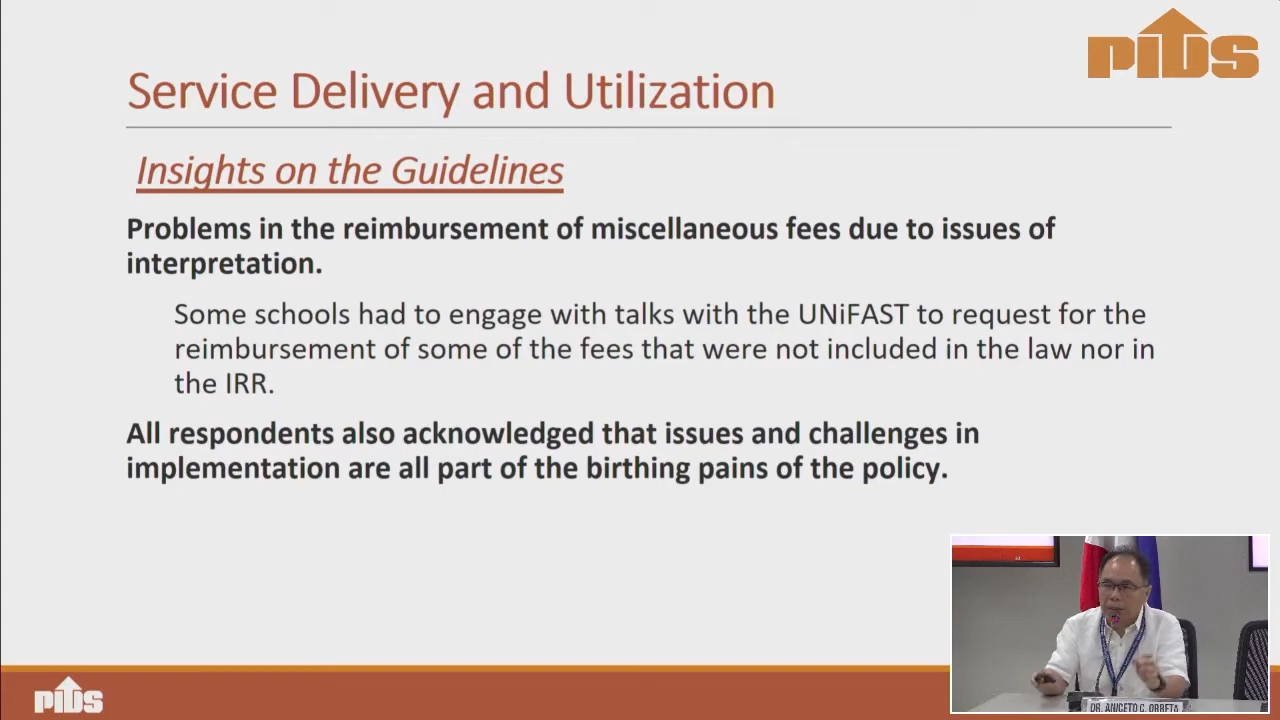 PIDS
Service Delivery and Utilization
Insights on the Guidelines
Problems in the reimbursement of miscellaneous fees due to issues of
interpretation.
Some schools had to engage with talks with the UNiFAST to request for the
reimbursement of some of the fees that were not included in the law nor in
the IRR.
All respondents also acknowledged that issues and challenges in
implementation are all part of the birthing pains of the policy.
PIDS
DR. ANICETO C. ORBETA